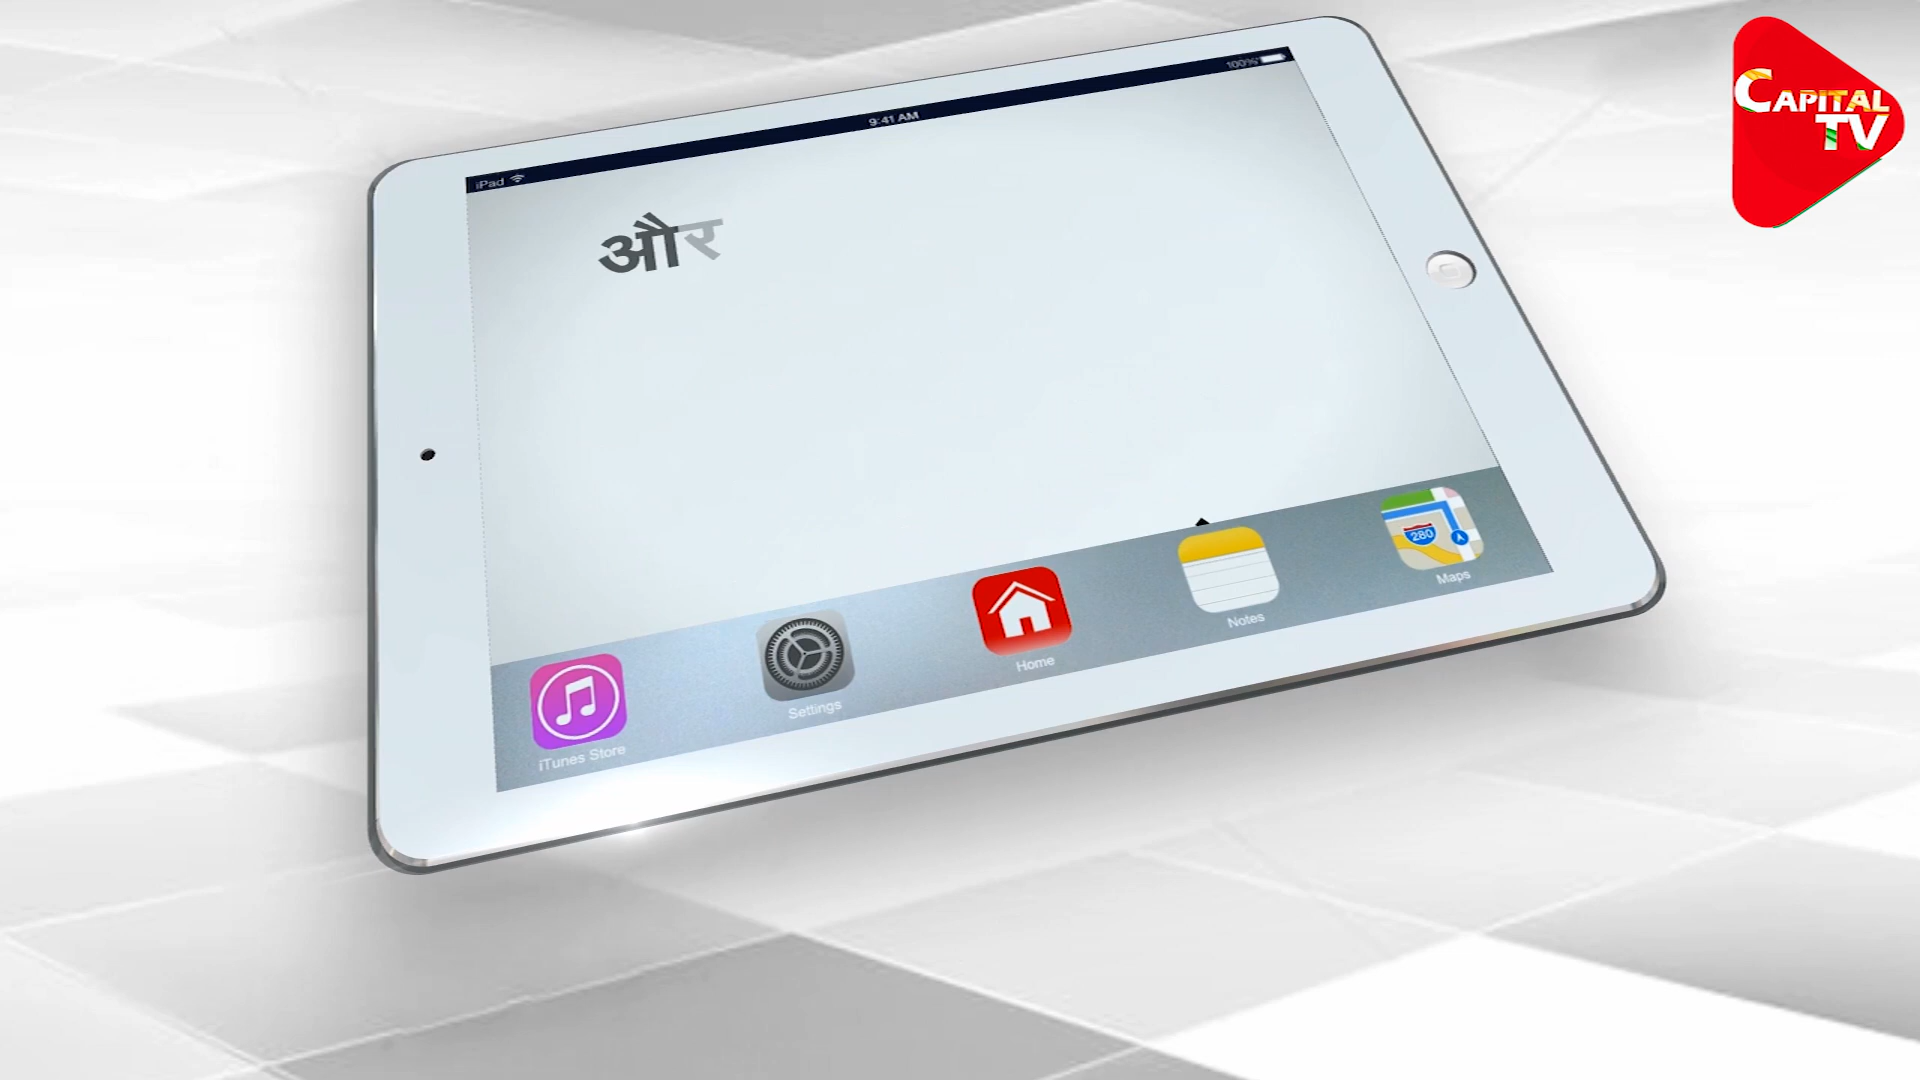 CAPITAL
TV
iPad
9:41 AM
100%
और
280
iTunes Store
Settings
Home
Notes
Maps